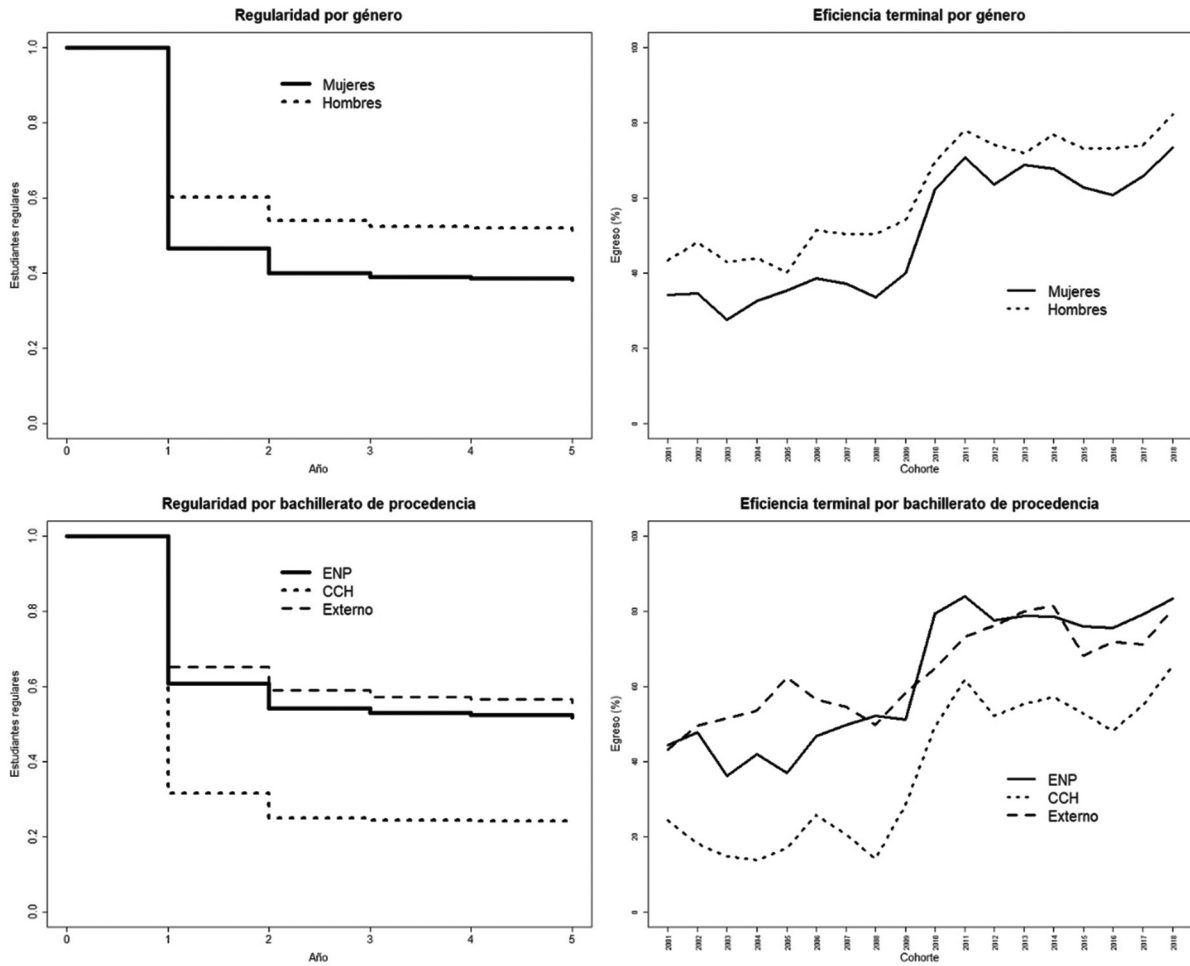 Regularidad por género
Estudiantes regulares
1.0
0.8
0.6
0.4
0.2
0.0
Mujeres
Hombres
0 1 2 3 4 5
Año
Eficiencia terminal por género
Egreso (%)
100
80
60
40
20
0
Mujeres
Hombres
2001 2002 2003 2004 2005 2006 2007 2008 2009 2010 2011 2012 2013 2014 2015 2016 2017 2018
Cohorte
Regularidad por bachillerato de procedencia
Estudiantes regulares
1.0
0.8
0.6
0.4
0.2
0.0
ENP
CCH
Externo
0 1 2 3 4 5
Año
Eficiencia terminal por bachillerato de procedencia
Egreso (%)
100
80
60
40
20
0
ENP
CCH
Externo
2001 2002 2003 2004 2005 2006 2007 2008 2009 2010 2011 2012 2013 2014 2015 2016 2017 2018
Cohorte